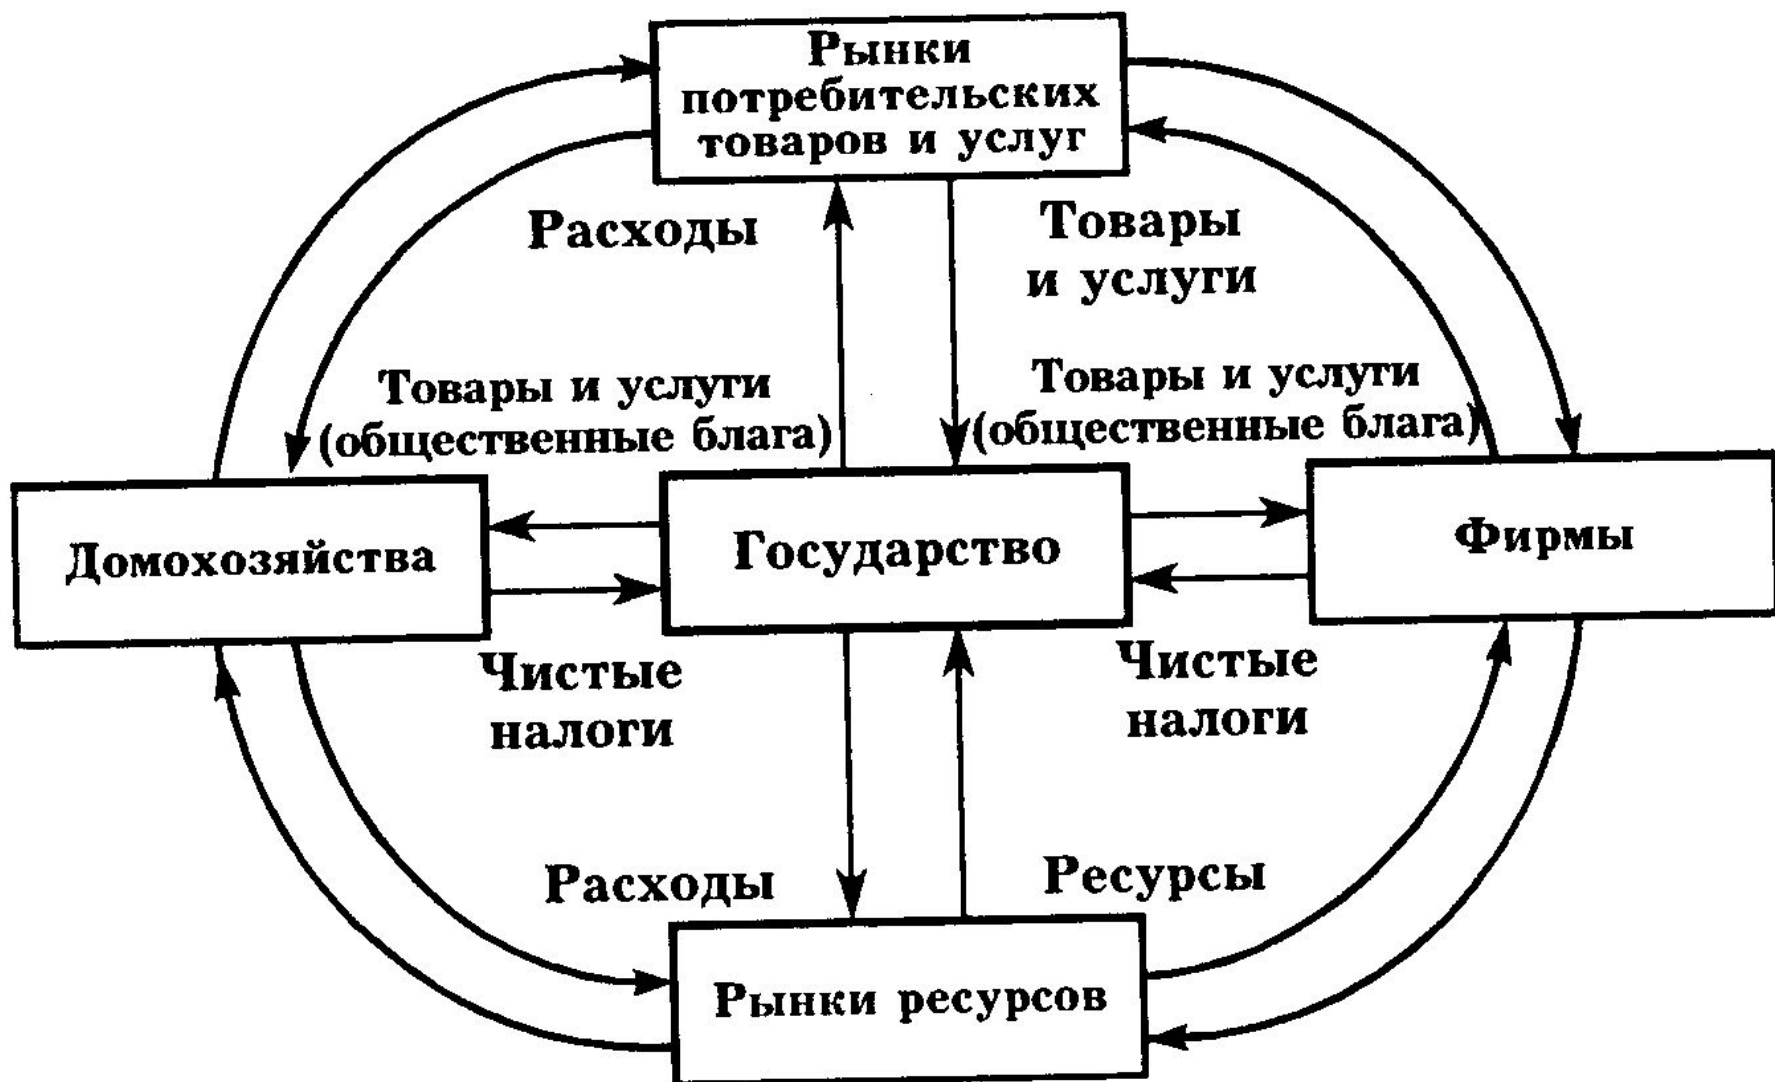 Рынки
потребительских
товаров и услуг
Расходы
Товары
и услуги
Товары и услуги
(общественные блага)
Товары и услуги
(общественные блага)
Домохозяйства
Государство
Фирмы
Чистые
налоги
Чистые
налоги
Расходы
Ресурсы
Рынки ресурсов